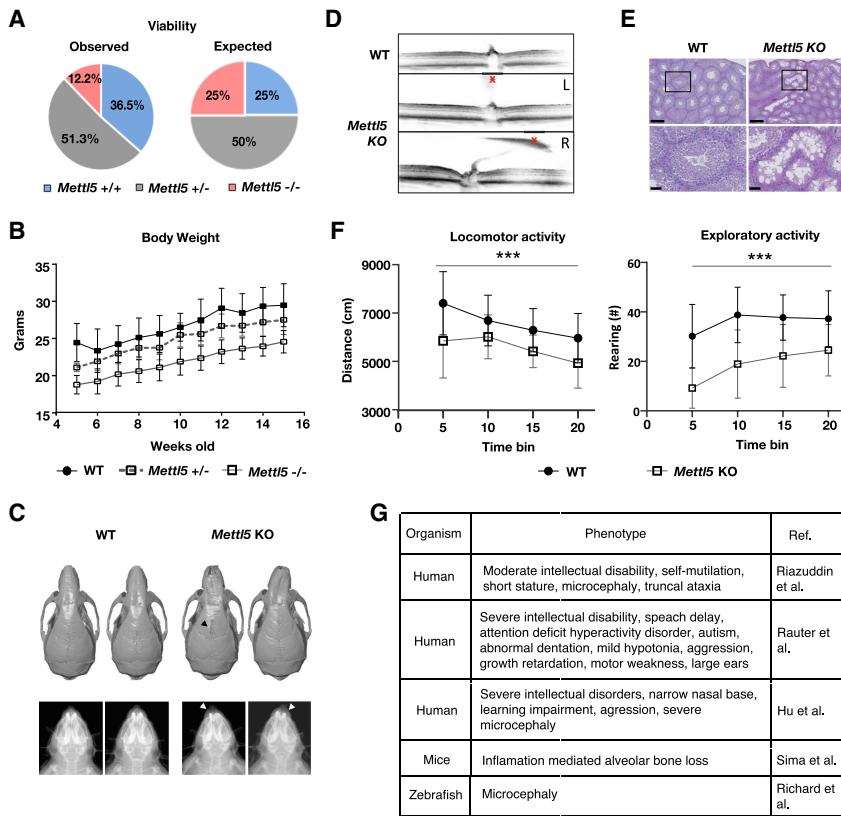 A
Viability
Observed
Expected
12.2%
36.5%
51.3%
25%
25%
50%
Mettl5 +/+
Mettl5 +/-
Mettl5 -/-
B
Body Weight
Grams
35
30
25
20
15
4
6
8
10
12
14
16
Weeks old
WT
Mettl5 +/-
Mettl5 -/-
C
WT
Mettl5 KO
D
WT
Mettl5
KO
L
R
E
WT
Mettl5 KO
F
Locomotor activity
***
Distance (cm)
9000
7000
5000
3000
0
5
10
15
20
Time bin
Exploratory activity
***
Rearing (#)
60
40
20
0
0
5
10
15
20
Time bin
WT
Mettl5 KO
G
Organism
Phenotype
Ref.
Human
Moderate intellectual disability, self-mutilation,
short stature, microcephaly, truncal ataxia
Riazuddin
et al.
Human
Severe intellectual disability, speach delay,
attention deficit hyperactivity disorder, autism,
abnormal dentation, mild hypotonia, aggression,
growth retardation, motor weakness, large ears
Rauter et
al.
Human
Severe intellectual disorders, narrow nasal base,
learning impairment, agression, severe
microcephaly
Hu et al.
Mice
Inflamation mediated alveolar bone loss
Sima et al.
Zebrafish
Microcephaly
Richard et
al.